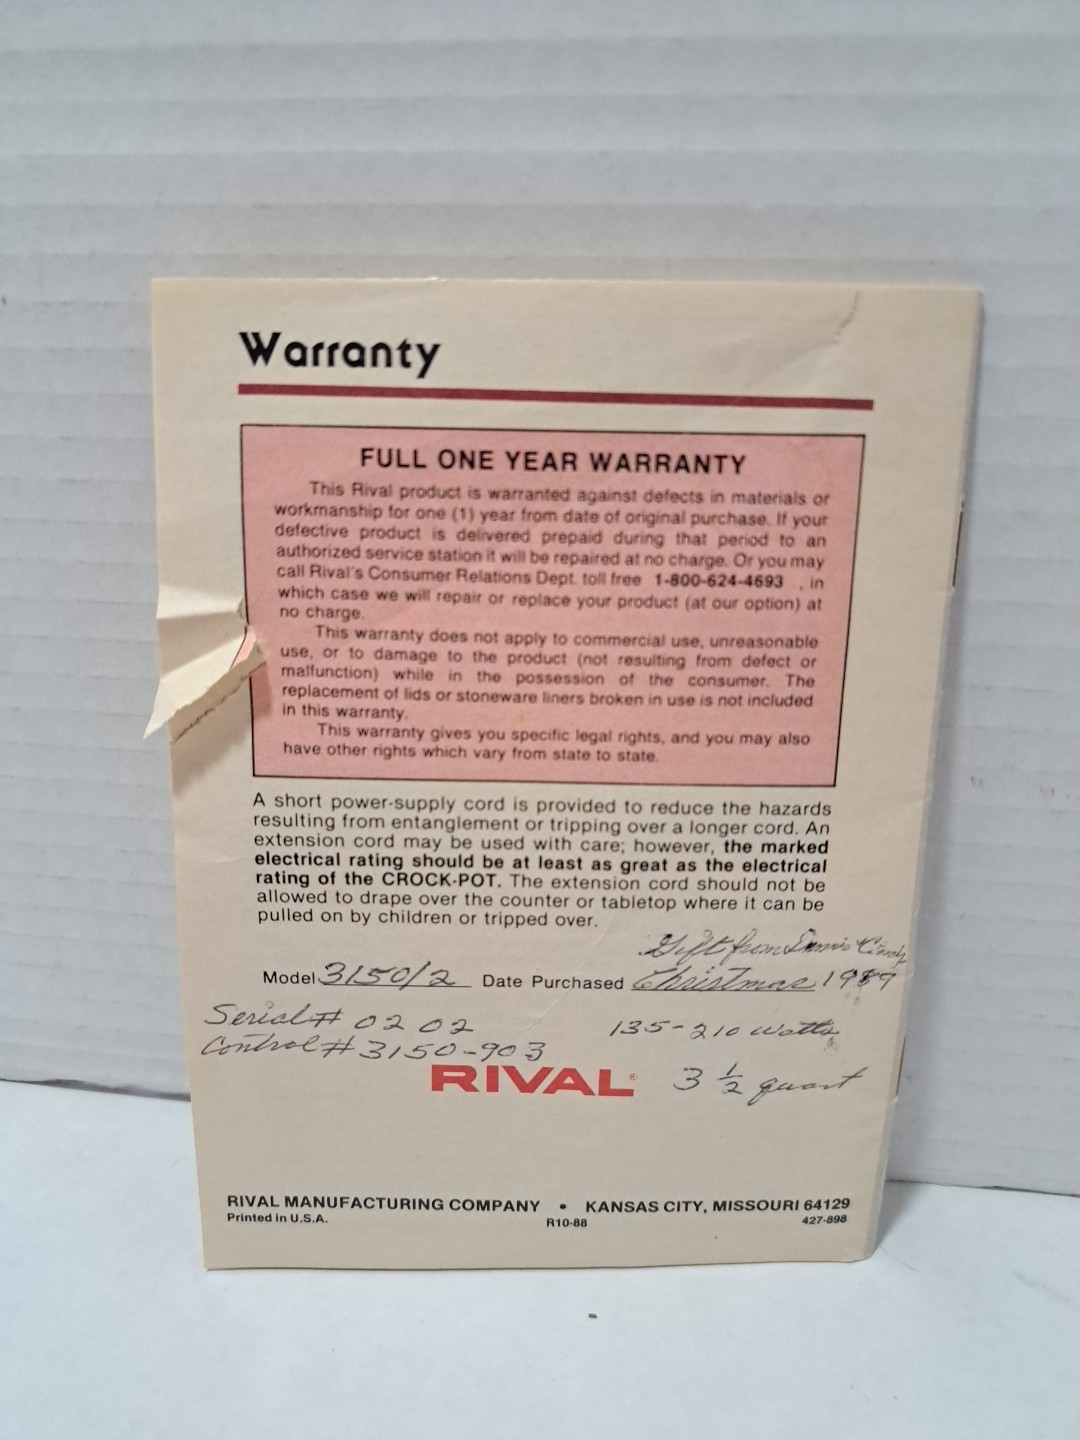 Warranty
FULL ONE YEAR WARRANTY
This Rival product is warranted against defects in materials or
workmanship for one (1) year from date of original purchase. If your
defective product is delivered prepaid during that period to an
authorized service station it will be repaired at no charge. Or you may
call Rival's Consumer Relations Dept. toll free 1-800-624-4693 , in
which case we will repair or replace your product (at our option) at
no charge.
This warranty does not apply to commercial use, unreasonable
use, or to damage to the product (not resulting from defect or
malfunction) while in the possession of the consumer. The
replacement of lids or stoneware liners broken in use is not included
in this warranty.
This warranty gives you specific legal rights, and you may also
have other rights which vary from state to state.
A short power-supply cord is provided to reduce the hazards
resulting from entanglement or tripping over a longer cord. An
extension cord may be used with care; however, the marked
electrical rating should be at least as great as the electrical
rating of the CROCK-POT. The extension cord should not be
allowed to drape over the counter or tabletop where it can be
pulled on by children or tripped over.
Gift from Dennis & Cindy
Model 3150/2 Date Purchased Christmas 1989
Serial # 0202 135-210 watts
Control # 3150-903
RIVAL® 3 1/2 quart
RIVAL MANUFACTURING COMPANY • KANSAS CITY, MISSOURI 64129
Printed in U.S.A. R10-88 427-898